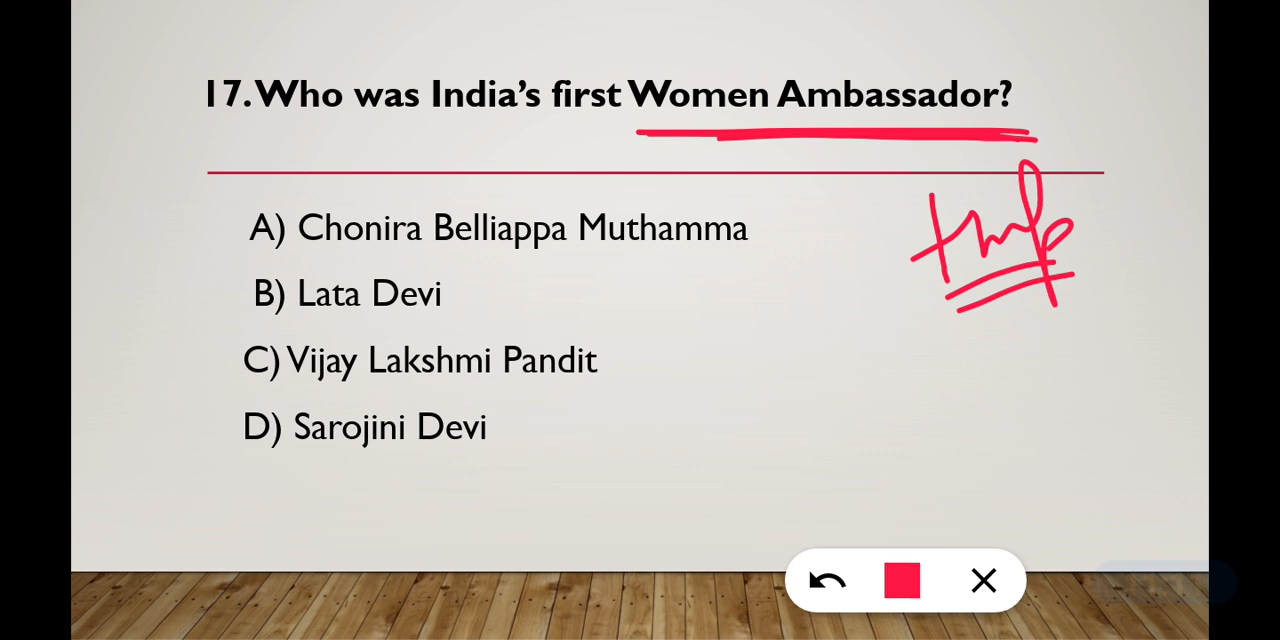 17. Who was India's first Women Ambassador?
A) Chonira Belliappa Muthamma
B) Lata Devi
C) Vijay Lakshmi Pandit
D) Sarojini Devi